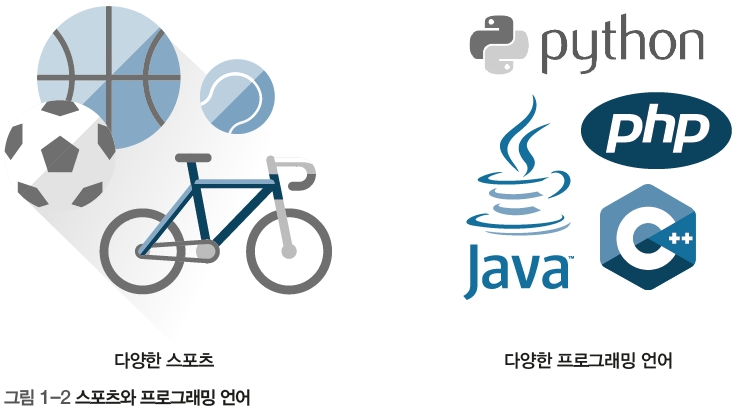 python
php
Java™
C++
다양한 스포츠
다양한 프로그래밍 언어
그림 1-2 스포츠와 프로그래밍 언어